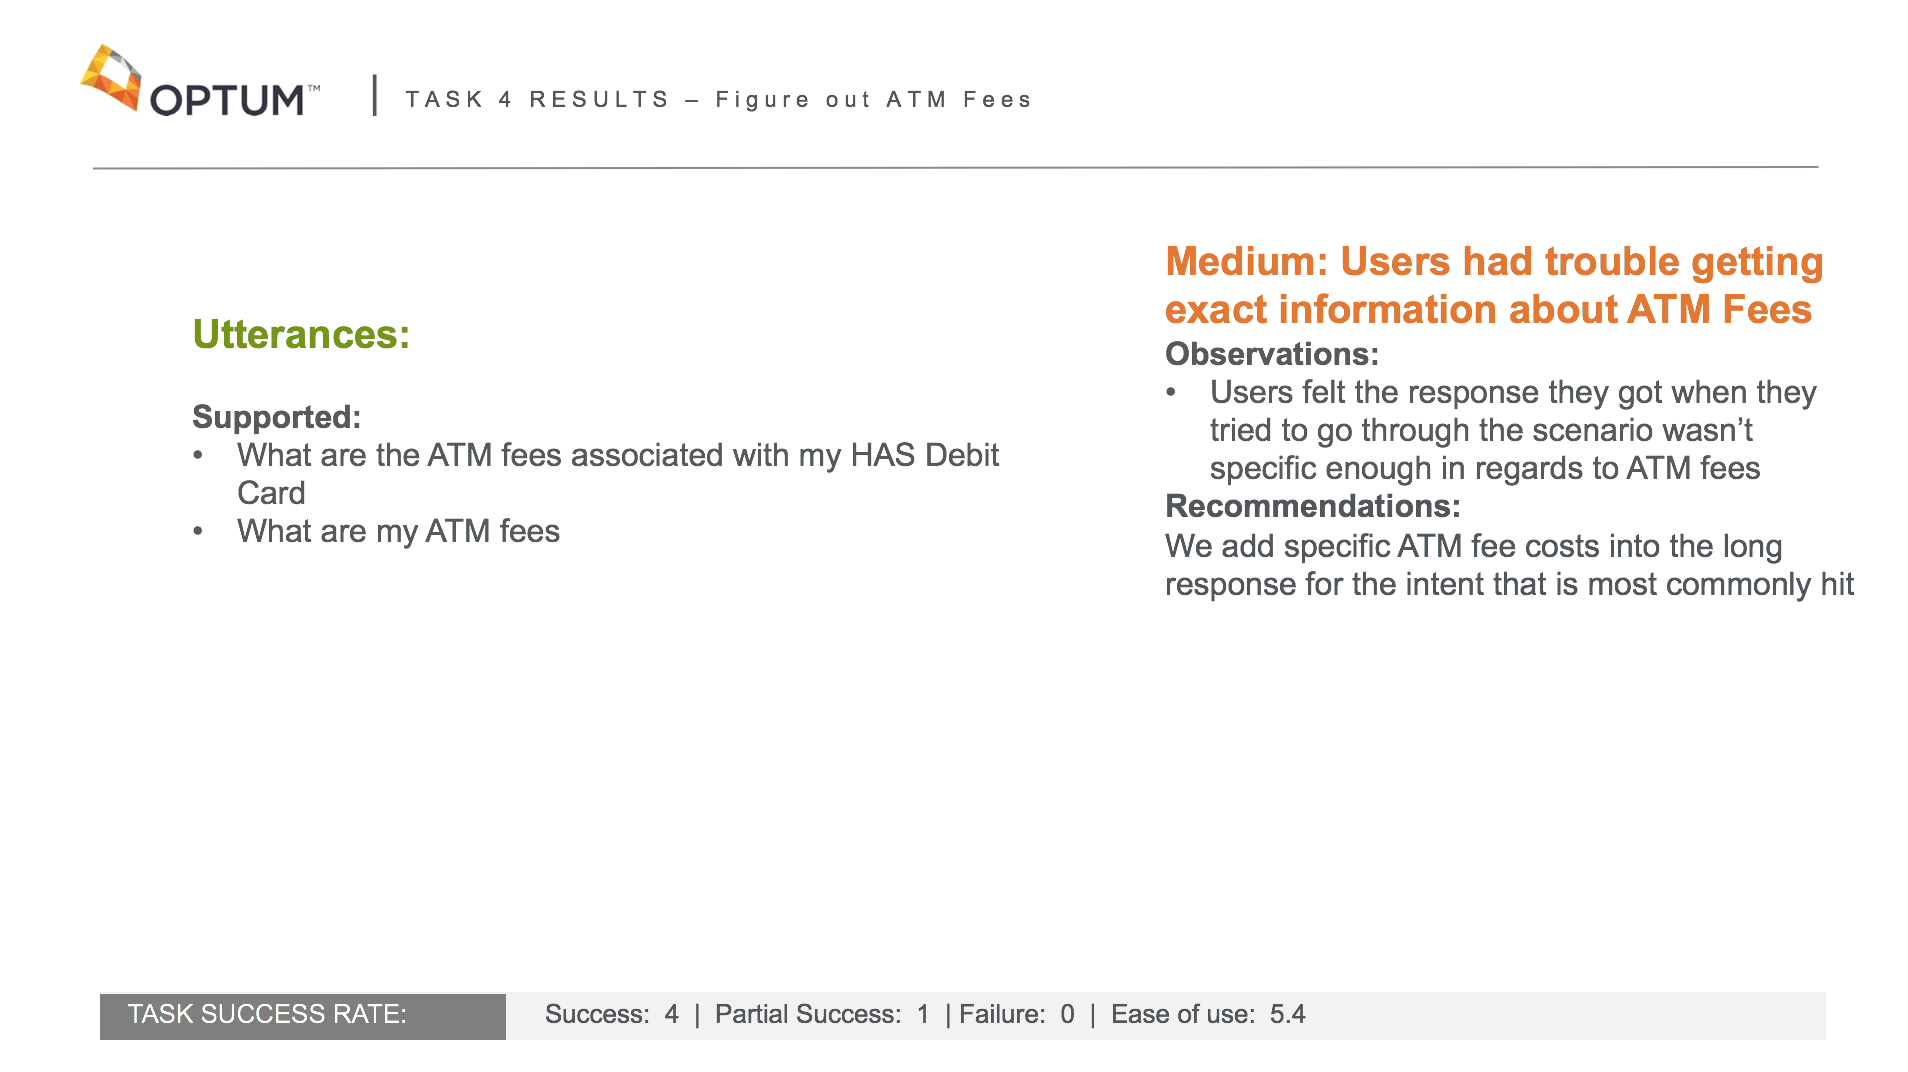 OPTUM™
TASK 4 RESULTS – Figure out ATM Fees
Utterances:
Supported:
• What are the ATM fees associated with my HAS Debit
Card
• What are my ATM fees
Medium: Users had trouble getting
exact information about ATM Fees
Observations:
• Users felt the response they got when they
tried to go through the scenario wasn’t
specific enough in regards to ATM fees
Recommendations:
We add specific ATM fee costs into the long
response for the intent that is most commonly hit
TASK SUCCESS RATE:
Success: 4 | Partial Success: 1 | Failure: 0 | Ease of use: 5.4